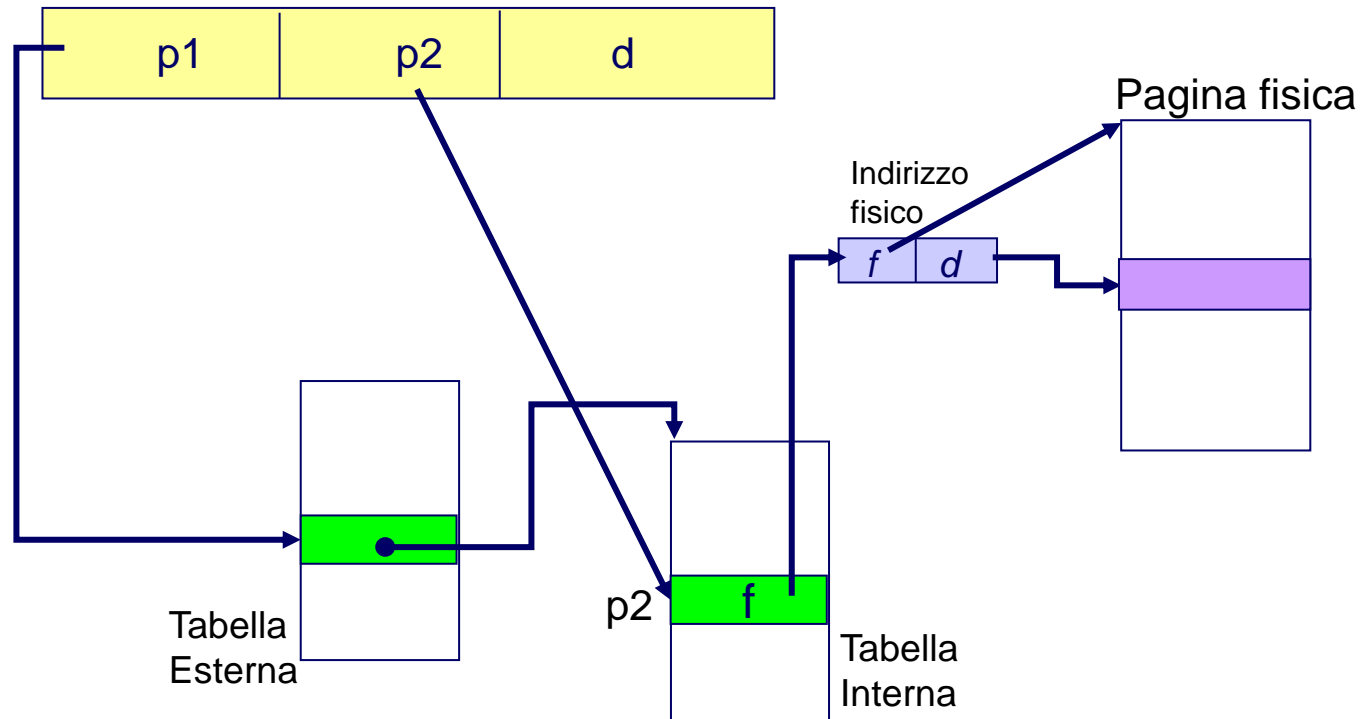 p1 p2 d
Pagina fisica
Indirizzo
fisico
f d
p2 f
Tabella
Esterna
Tabella
Interna